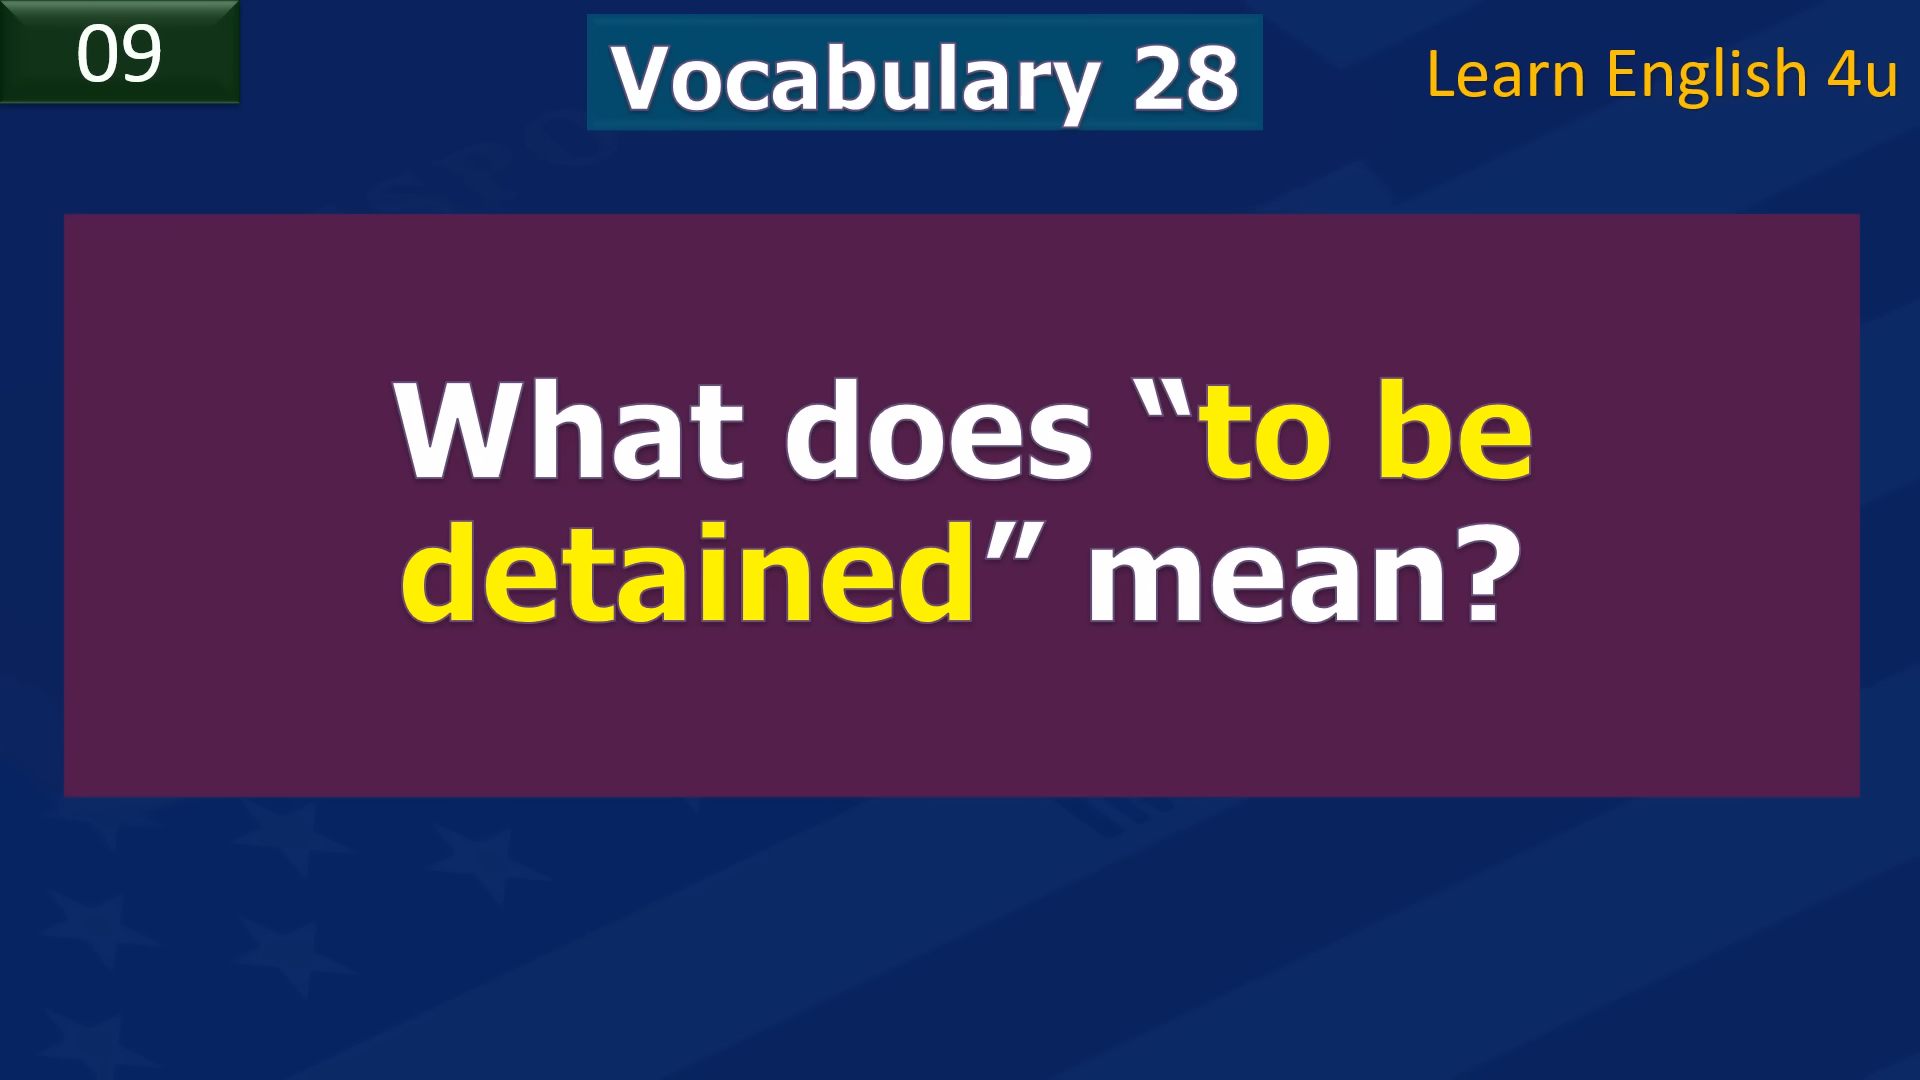 09
Vocabulary 28
Learn English 4u
What does “to be
detained” mean?